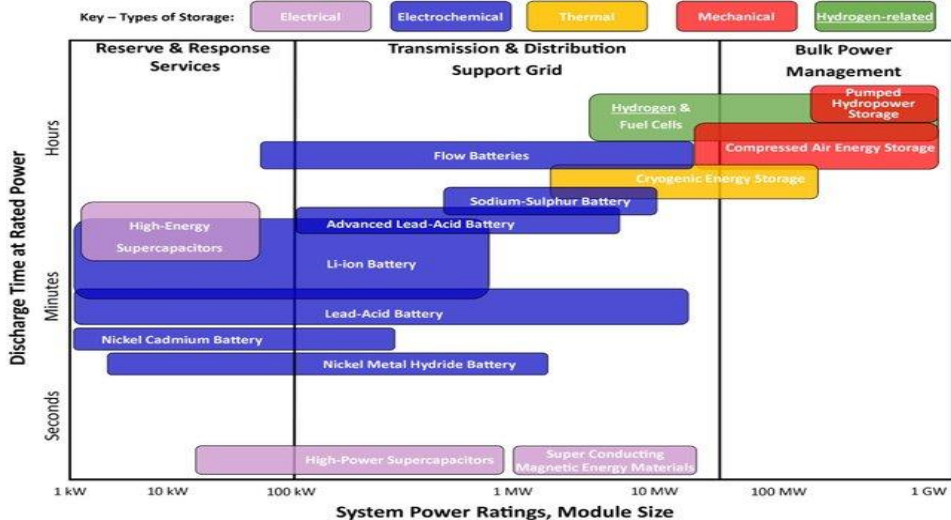 Key – Types of Storage: Electrical Electrochemical Thermal Mechanical Hydrogen-related
Reserve & Response
Services
Transmission & Distribution
Support Grid
Bulk Power
Management
Discharge Time at Rated Power
Hours
Minutes
Seconds
Pumped
Hydropower
Storage
Hydrogen &
Fuel Cells
Compressed Air Energy Storage
Flow Batteries
Cryogenic Energy Storage
Sodium-Sulphur Battery
High-Energy
Supercapacitors
Advanced Lead-Acid Battery
Li-ion Battery
Lead-Acid Battery
Nickel Cadmium Battery
Nickel Metal Hydride Battery
High-Power Supercapacitors
Super Conducting
Magnetic Energy Materials
1 kW 10 kW 100 kW 1 MW 10 MW 100 MW 1 GW
System Power Ratings, Module Size